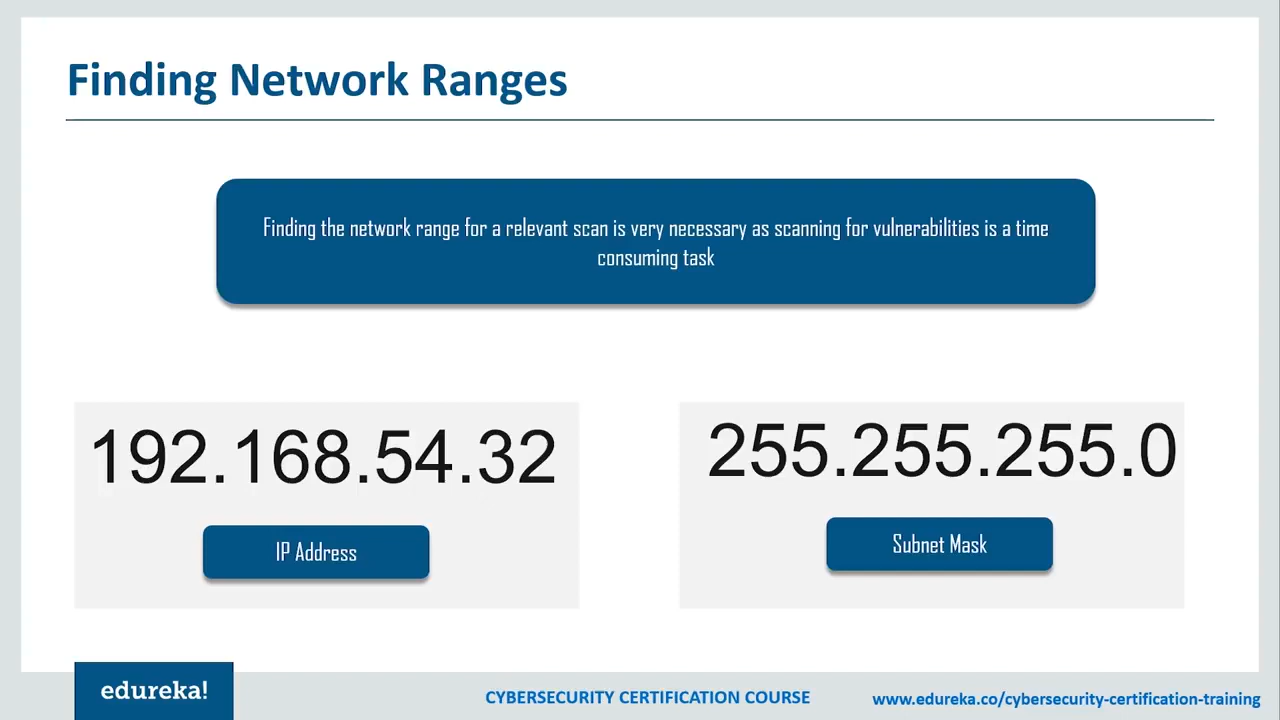 Finding Network Ranges
Finding the network range for a relevant scan is very necessary as scanning for vulnerabilities is a time
consuming task
192.168.54.32
255.255.255.0
IP Address
Subnet Mask
edureka!
CYBERSECURITY CERTIFICATION COURSE
www.edureka.co/cybersecurity-certification-training